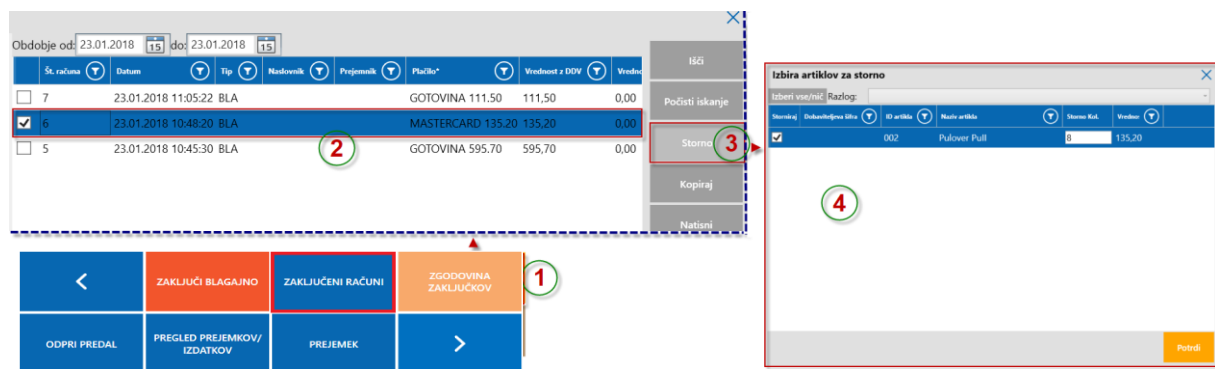 Obdobje od: 23.01.2018 15 do: 23.01.2018 15
Št. računa Datum Tip Naslovnik Prejemnik Plačilo* Vrednost z DDV Vredno
7 23.01.2018 11:05:22 BLA GOTOVINA 111.50 111,50 0,00
6 23.01.2018 10:48:20 BLA MASTERCARD 135.20 135,20 0,00
5 23.01.2018 10:45:30 BLA GOTOVINA 595.70 595,70 0,00
2
Išči
Počisti iskanje
Storno
3
Kopiraj
Natisni
Izbira artiklov za storno
Izberi vse/nič Razlog:
Storniraj Dobaviteljeva šifra ID artikla Naziv artikla Storno Kol. Vrednos
002 Pulover Pull 8 135,20
4
Potrdi
ZAKLJUČI BLAGAJNO
ZAKLJUČENI RAČUNI
ZGODOVINA
ZAKLJUČKOV
1
ODPRI PREDAL
PREGLED PREJEMKOV/
IZDATKOV
PREJEMEK